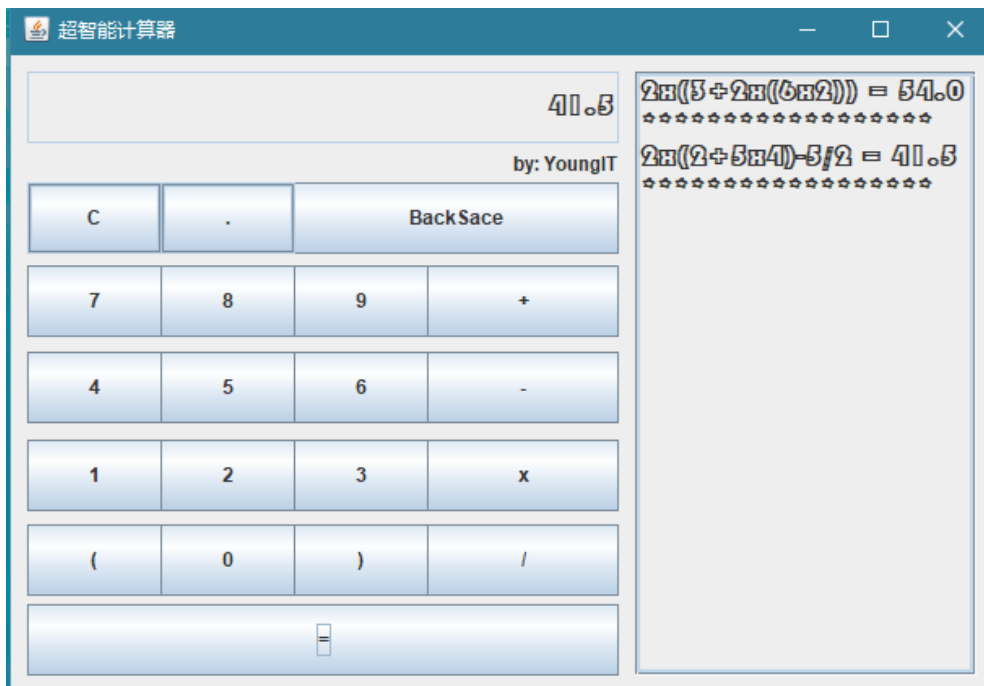 超智能计算器
41.5
by: YoungIT
C . BackSace
7 8 9 +
4 5 6 -
1 2 3 x
( 0 ) /
=
2x(3+2x(6x2)) = 54.0
******************
2x(2+5x4)-5/2 = 41.5
******************